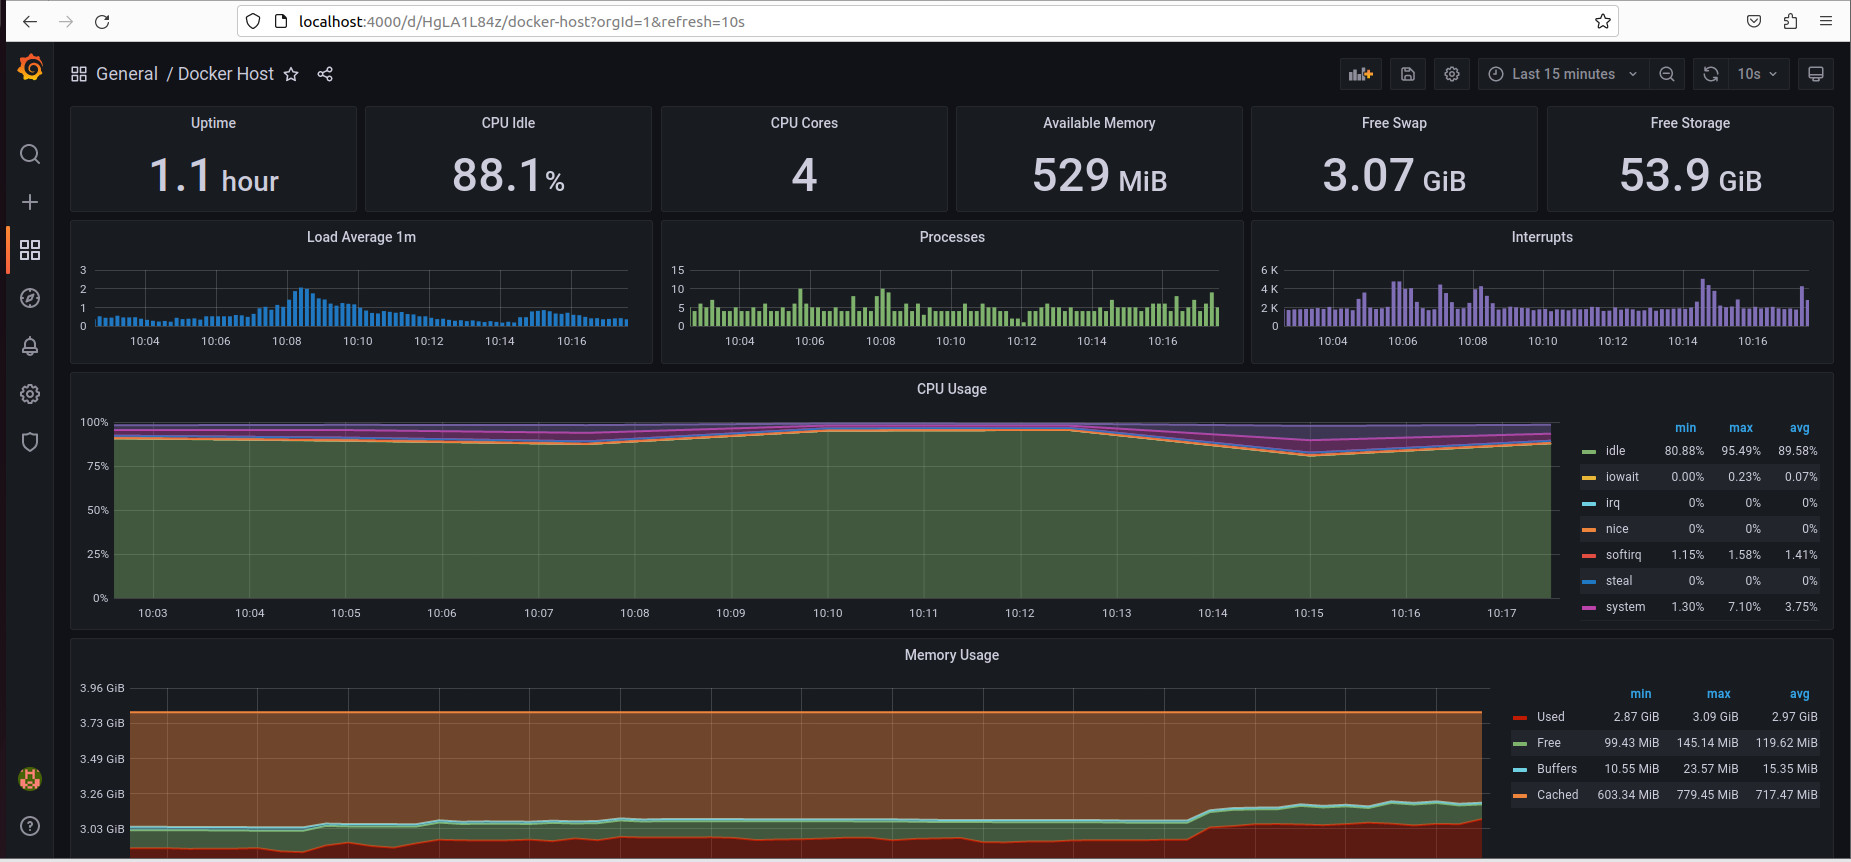 localhost:4000/d/HgLA1L84z/docker-host?orgId=1&refresh=10s
General / Docker Host
Last 15 minutes
10s
Uptime
1.1 hour
CPU Idle
88.1%
CPU Cores
4
Available Memory
529 MiB
Free Swap
3.07 GiB
Free Storage
53.9 GiB
Load Average 1m
3
2
1
0
10:04 10:06 10:08 10:10 10:12 10:14 10:16
Processes
15
10
5
0
10:04 10:06 10:08 10:10 10:12 10:14 10:16
Interrupts
6 K
4 K
2 K
0
10:04 10:06 10:08 10:10 10:12 10:14 10:16
CPU Usage
100%
75%
50%
25%
0%
10:03 10:04 10:05 10:06 10:07 10:08 10:09 10:10 10:11 10:12 10:13 10:14 10:15 10:16 10:17
min max avg
idle 80.88% 95.49% 89.58%
iowait 0.00% 0.23% 0.07%
irq 0% 0% 0%
nice 0% 0% 0%
softirq 1.15% 1.58% 1.41%
steal 0% 0% 0%
system 1.30% 7.10% 3.75%
Memory Usage
3.96 GiB
3.73 GiB
3.49 GiB
3.26 GiB
3.03 GiB
min max avg
Used 2.87 GiB 3.09 GiB 2.97 GiB
Free 99.43 MiB 145.14 MiB 119.62 MiB
Buffers 10.55 MiB 23.57 MiB 15.35 MiB
Cached 603.34 MiB 779.45 MiB 717.47 MiB